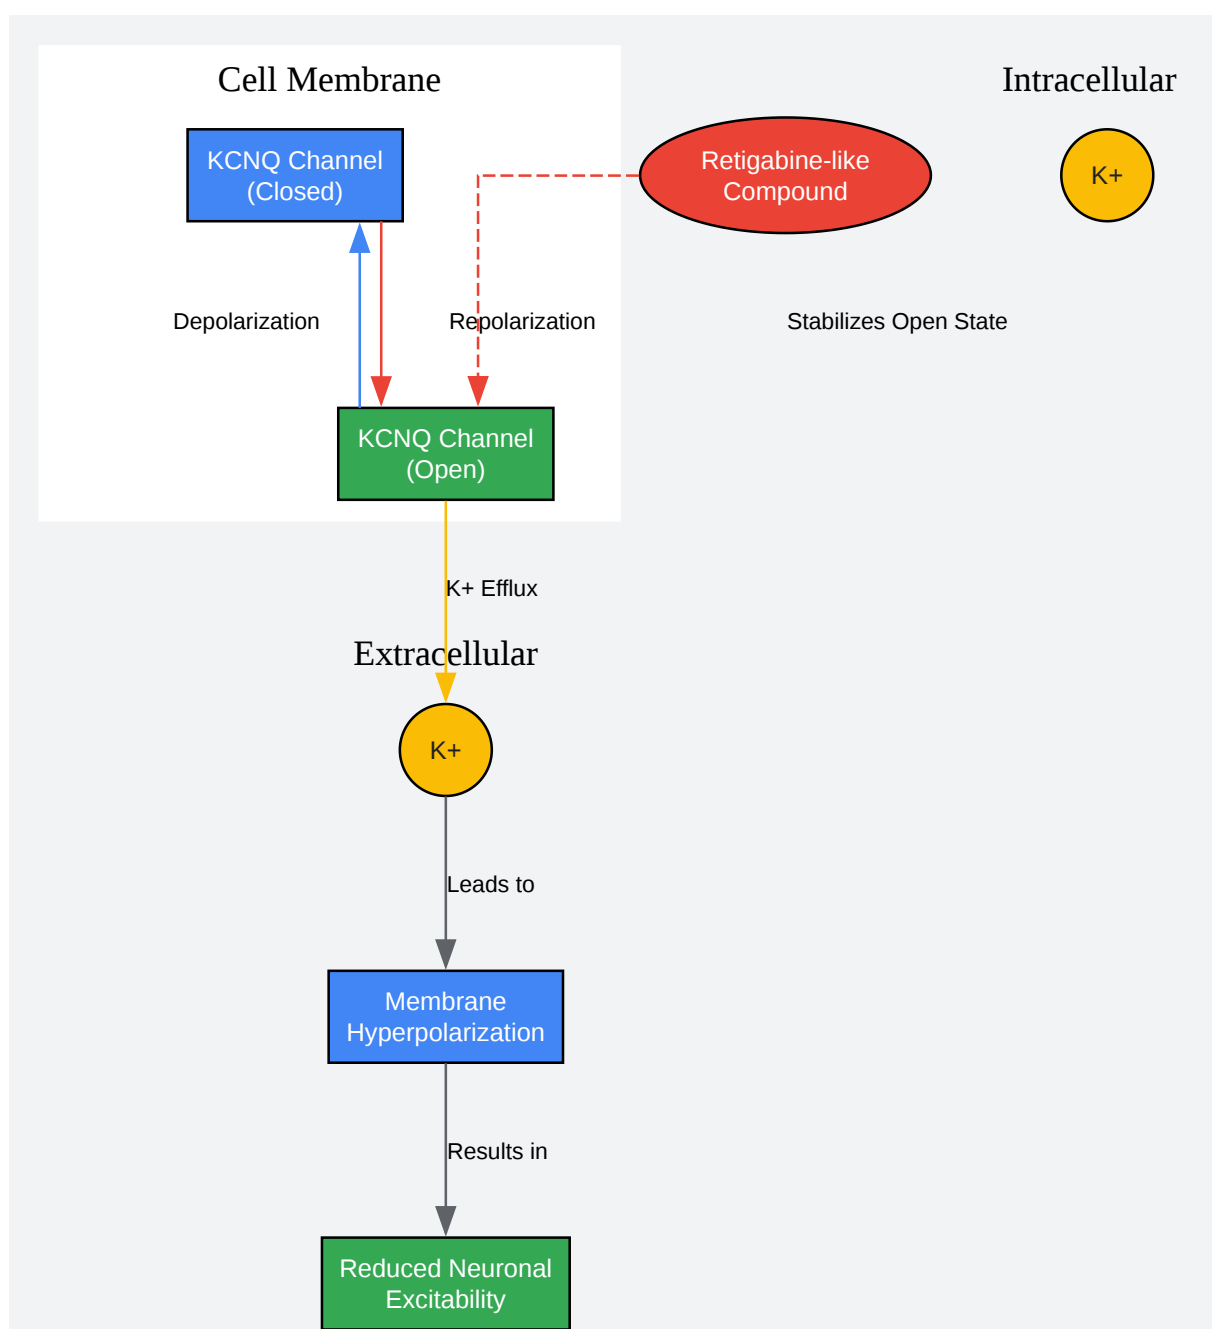 Cell Membrane
Intracellular
KCNQ Channel
(Closed)
Retigabine-like
Compound
K+
Depolarization
Repolarization
Stabilizes Open State
KCNQ Channel
(Open)
K+ Efflux
Extracellular
K+
Leads to
Membrane
Hyperpolarization
Results in
Reduced Neuronal
Excitability